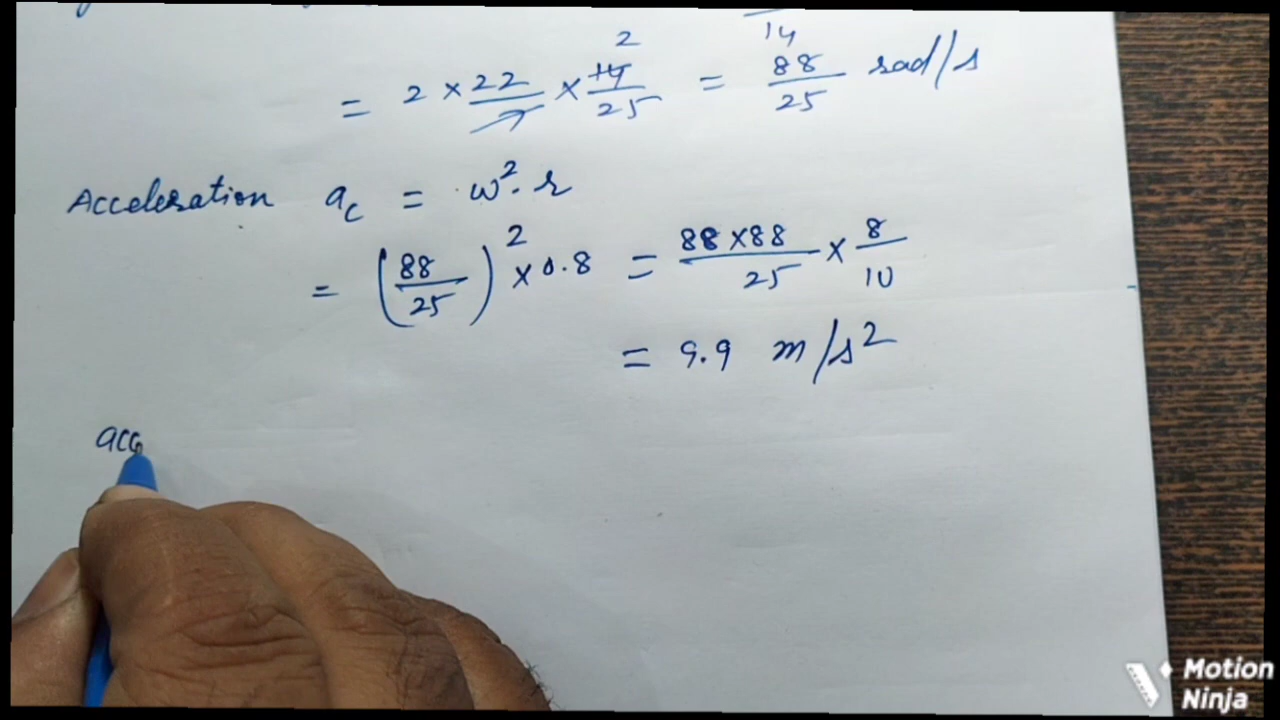 14
= 2 × 22/7 × 14/25 2 = 88/25 rad/s
Acceleration a_c = ω². r
= (88/25)² × 0.8 = 88 × 88/25 × 8/10
= 9.9 m/s²
acc
Motion
Ninja